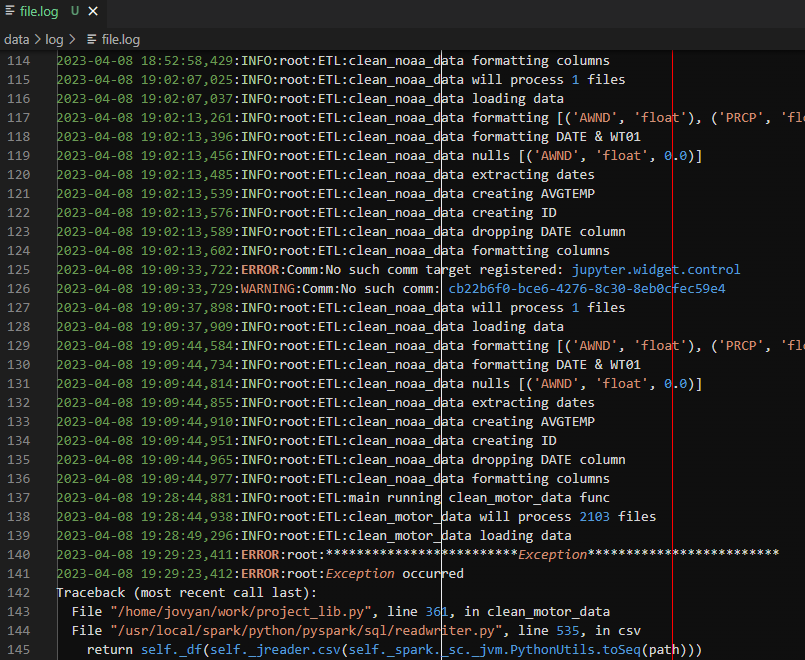 file.log U ×
data > log > file.log
114 2023-04-08 18:52:58,429:INFO:root:ETL:clean_noaa_data formatting columns
115 2023-04-08 19:02:07,025:INFO:root:ETL:clean_noaa_data will process 1 files
116 2023-04-08 19:02:07,037:INFO:root:ETL:clean_noaa_data loading data
117 2023-04-08 19:02:13,261:INFO:root:ETL:clean_noaa_data formatting [('AWND', 'float'), ('PRCP', 'flo
118 2023-04-08 19:02:13,396:INFO:root:ETL:clean_noaa_data formatting DATE & WT01
119 2023-04-08 19:02:13,456:INFO:root:ETL:clean_noaa_data nulls [('AWND', 'float', 0.0)]
120 2023-04-08 19:02:13,485:INFO:root:ETL:clean_noaa_data extracting dates
121 2023-04-08 19:02:13,539:INFO:root:ETL:clean_noaa_data creating AVGTEMP
122 2023-04-08 19:02:13,576:INFO:root:ETL:clean_noaa_data creating ID
123 2023-04-08 19:02:13,589:INFO:root:ETL:clean_noaa_data dropping DATE column
124 2023-04-08 19:02:13,602:INFO:root:ETL:clean_noaa_data formatting columns
125 2023-04-08 19:09:33,722:ERROR:Comm:No such comm target registered: jupyter.widget.control
126 2023-04-08 19:09:33,729:WARNING:Comm:No such comm: cb22b6f0-bce6-4276-8c30-8eb0cfec59e4
127 2023-04-08 19:09:37,898:INFO:root:ETL:clean_noaa_data will process 1 files
128 2023-04-08 19:09:37,909:INFO:root:ETL:clean_noaa_data loading data
129 2023-04-08 19:09:44,584:INFO:root:ETL:clean_noaa_data formatting [('AWND', 'float'), ('PRCP', 'flo
130 2023-04-08 19:09:44,734:INFO:root:ETL:clean_noaa_data formatting DATE & WT01
131 2023-04-08 19:09:44,814:INFO:root:ETL:clean_noaa_data nulls [('AWND', 'float', 0.0)]
132 2023-04-08 19:09:44,855:INFO:root:ETL:clean_noaa_data extracting dates
133 2023-04-08 19:09:44,910:INFO:root:ETL:clean_noaa_data creating AVGTEMP
134 2023-04-08 19:09:44,951:INFO:root:ETL:clean_noaa_data creating ID
135 2023-04-08 19:09:44,965:INFO:root:ETL:clean_noaa_data dropping DATE column
136 2023-04-08 19:09:44,977:INFO:root:ETL:clean_noaa_data formatting columns
137 2023-04-08 19:28:44,881:INFO:root:ETL:main running clean_motor_data func
138 2023-04-08 19:28:44,938:INFO:root:ETL:clean_motor_data will process 2103 files
139 2023-04-08 19:28:49,296:INFO:root:ETL:clean_motor_data loading data
140 2023-04-08 19:29:23,411:ERROR:root:*************************Exception*************************
141 2023-04-08 19:29:23,412:ERROR:root:Exception occurred
142 Traceback (most recent call last):
143 File "/home/jovyan/work/project_lib.py", line 361, in clean_motor_data
144 File "/usr/local/spark/python/pyspark/sql/readwriter.py", line 535, in csv
145 return self._df(self._jreader.csv(self._spark._sc._jvm.PythonUtils.toSeq(path)))